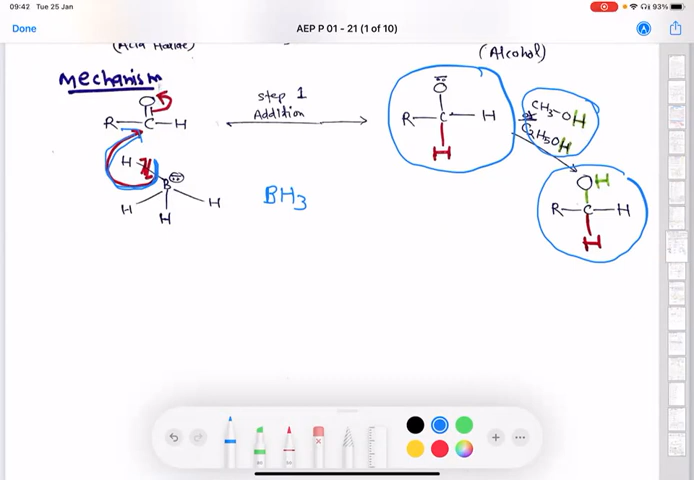 09:42 Tue 25 Jan
93%
Done
AEP P 01 - 21 (1 of 10)
(Acid Halide)
(Alcohol)
Mechanism
step 1
Addition
O
R-C-H
H
B
H H H
BH3
O
R-C-H
H
or CH3-OH
C2H5OH
OH
R-C-H
H